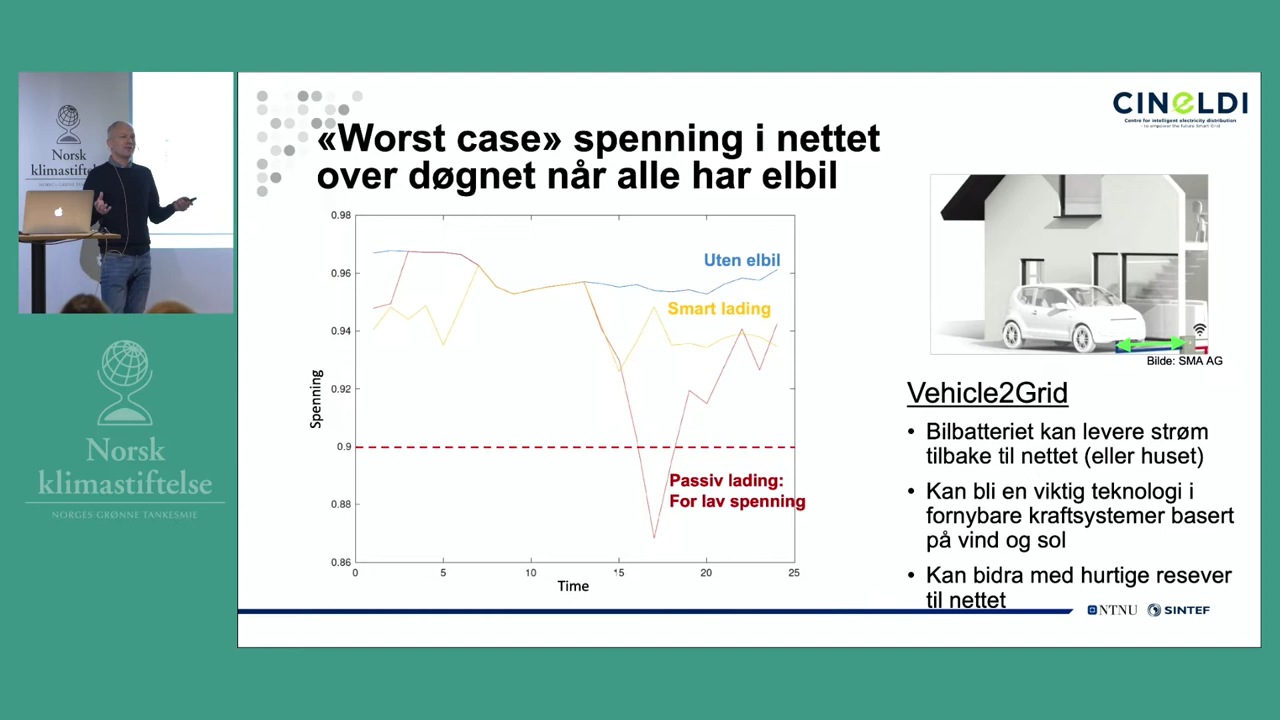 Norsk
klimastiftelse
Norsk
klimastiftelse
NORGES GRØNNE TANKESMIE
CINELDI
Centre for intelligent electricity distribution
- to empower the future Smart Grid
«Worst case» spenning i nettet
over døgnet når alle har elbil
0.98
0.96
0.94
0.92
0.9
0.88
0.86
Spenning
0
5
10
15
20
25
Time
Uten elbil
Smart lading
Passiv lading:
For lav spenning
Bilde: SMA AG
Vehicle2Grid
• Bilbatteriet kan levere strøm
tilbake til nettet (eller huset)
• Kan bli en viktig teknologi i
fornybare kraftsystemer basert
på vind og sol
• Kan bidra med hurtige resever
til nettet
NTNU
SINTEF